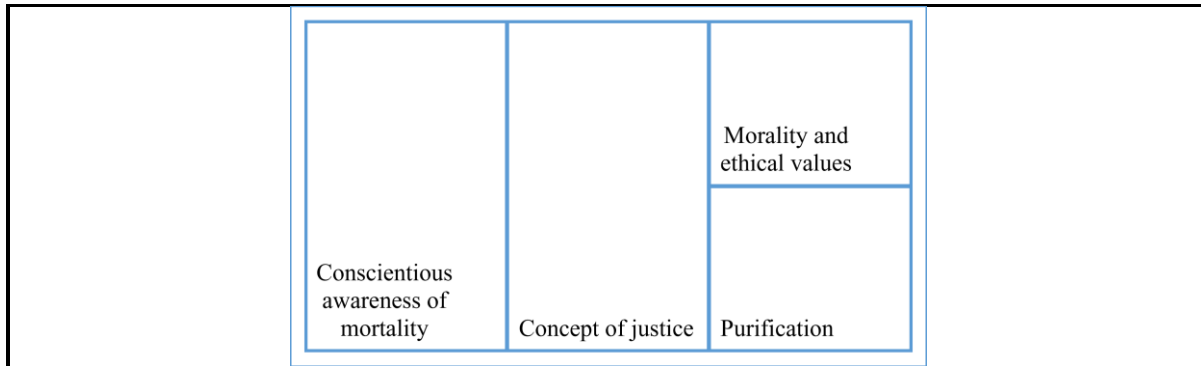 Conscientious
awareness of
mortality
Concept of justice
Morality and
ethical values
Purification